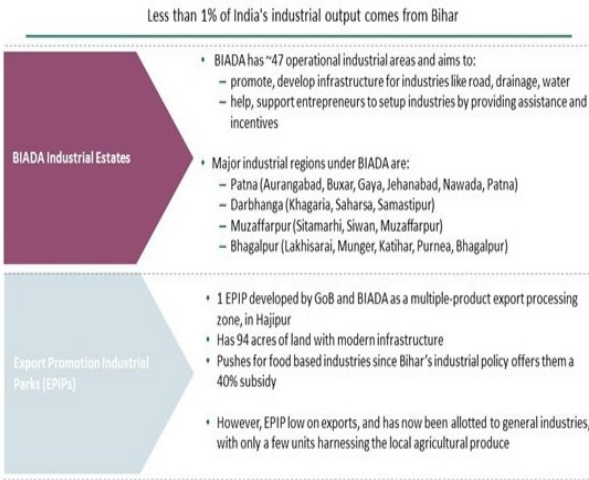 Less than 1% of India's industrial output comes from Bihar
BIADA Industrial Estates
• BIADA has ~47 operational industrial areas and aims to:
– promote, develop infrastructure for industries like road, drainage, water
– help, support entrepreneurs to setup industries by providing assistance and
incentives
• Major industrial regions under BIADA are:
– Patna (Aurangabad, Buxar, Gaya, Jehanabad, Nawada, Patna)
– Darbhanga (Khagaria, Saharsa, Samastipur)
– Muzaffarpur (Sitamarhi, Siwan, Muzaffarpur)
– Bhagalpur (Lakhisarai, Munger, Katihar, Purnea, Bhagalpur)
Export Promotion Industrial
Parks (EPIPs)
• 1 EPIP developed by GoB and BIADA as a multiple-product export processing
zone, in Hajipur
• Has 94 acres of land with modern infrastructure
• Pushes for food based industries since Bihar's industrial policy offers them a
40% subsidy
• However, EPIP low on exports, and has now been allotted to general industries,
with only a few units harnessing the local agricultural produce